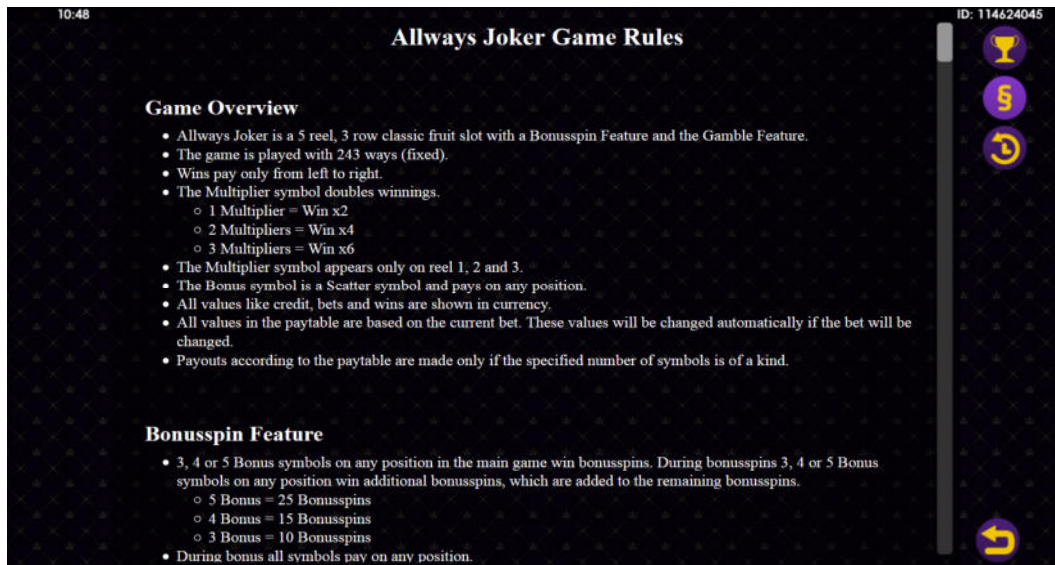 10:48
ID: 114624045
Allways Joker Game Rules
Game Overview
• Allways Joker is a 5 reel, 3 row classic fruit slot with a Bonusspin Feature and the Gamble Feature.
• The game is played with 243 ways (fixed).
• Wins pay only from left to right.
• The Multiplier symbol doubles winnings.
○ 1 Multiplier = Win x2
○ 2 Multipliers = Win x4
○ 3 Multipliers = Win x6
• The Multiplier symbol appears only on reel 1, 2 and 3.
• The Bonus symbol is a Scatter symbol and pays on any position.
• All values like credit, bets and wins are shown in currency.
• All values in the paytable are based on the current bet. These values will be changed automatically if the bet will be
changed.
• Payouts according to the paytable are made only if the specified number of symbols is of a kind.
Bonusspin Feature
• 3, 4 or 5 Bonus symbols on any position in the main game win bonusspins. During bonusspins 3, 4 or 5 Bonus
symbols on any position win additional bonusspins, which are added to the remaining bonusspins.
○ 5 Bonus = 25 Bonusspins
○ 4 Bonus = 15 Bonusspins
○ 3 Bonus = 10 Bonusspins
• During bonus all symbols pay on any position.
§